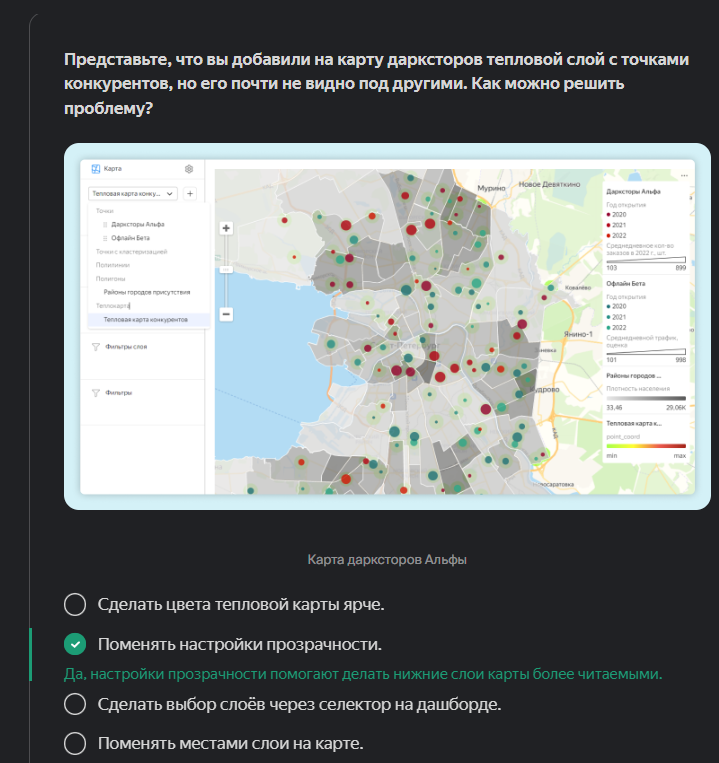 Представьте, что вы добавили на карту даркторов тепловой слой с точками
конкурентов, но его почти не видно под другими. Как можно решить
проблему?
Карта
Тепловая карта конку...
Точки
Даркторы Альфа
Офлайн Бета
Точки с кластеризацией
Полилинии
Полигоны
Районы городов присутствия
Теплокарта
Тепловая карта конкурентов
Фильтры слоя
Фильтры
Мурино
Новое Девяткино
Ковалёво
Янино-1
Кудрово
Даркторы Альфа
Год открытия
2020
2021
2022
Среднедневное кол-во
заказов в 2022 г., шт.
103 899
Офлайн Бета
Год открытия
2020
2021
2022
Среднедневной трафик,
оценка
101 998
Районы городов ...
Плотность населения
33,46 29,06K
Тепловая карта к...
point_coord
min max
Карта даркторов Альфы
Сделать цвета тепловой карты ярче.
Поменять настройки прозрачности.
Да, настройки прозрачности помогают делать нижние слои карты более читаемыми.
Сделать выбор слоёв через селектор на дашборде.
Поменять местами слои на карте.